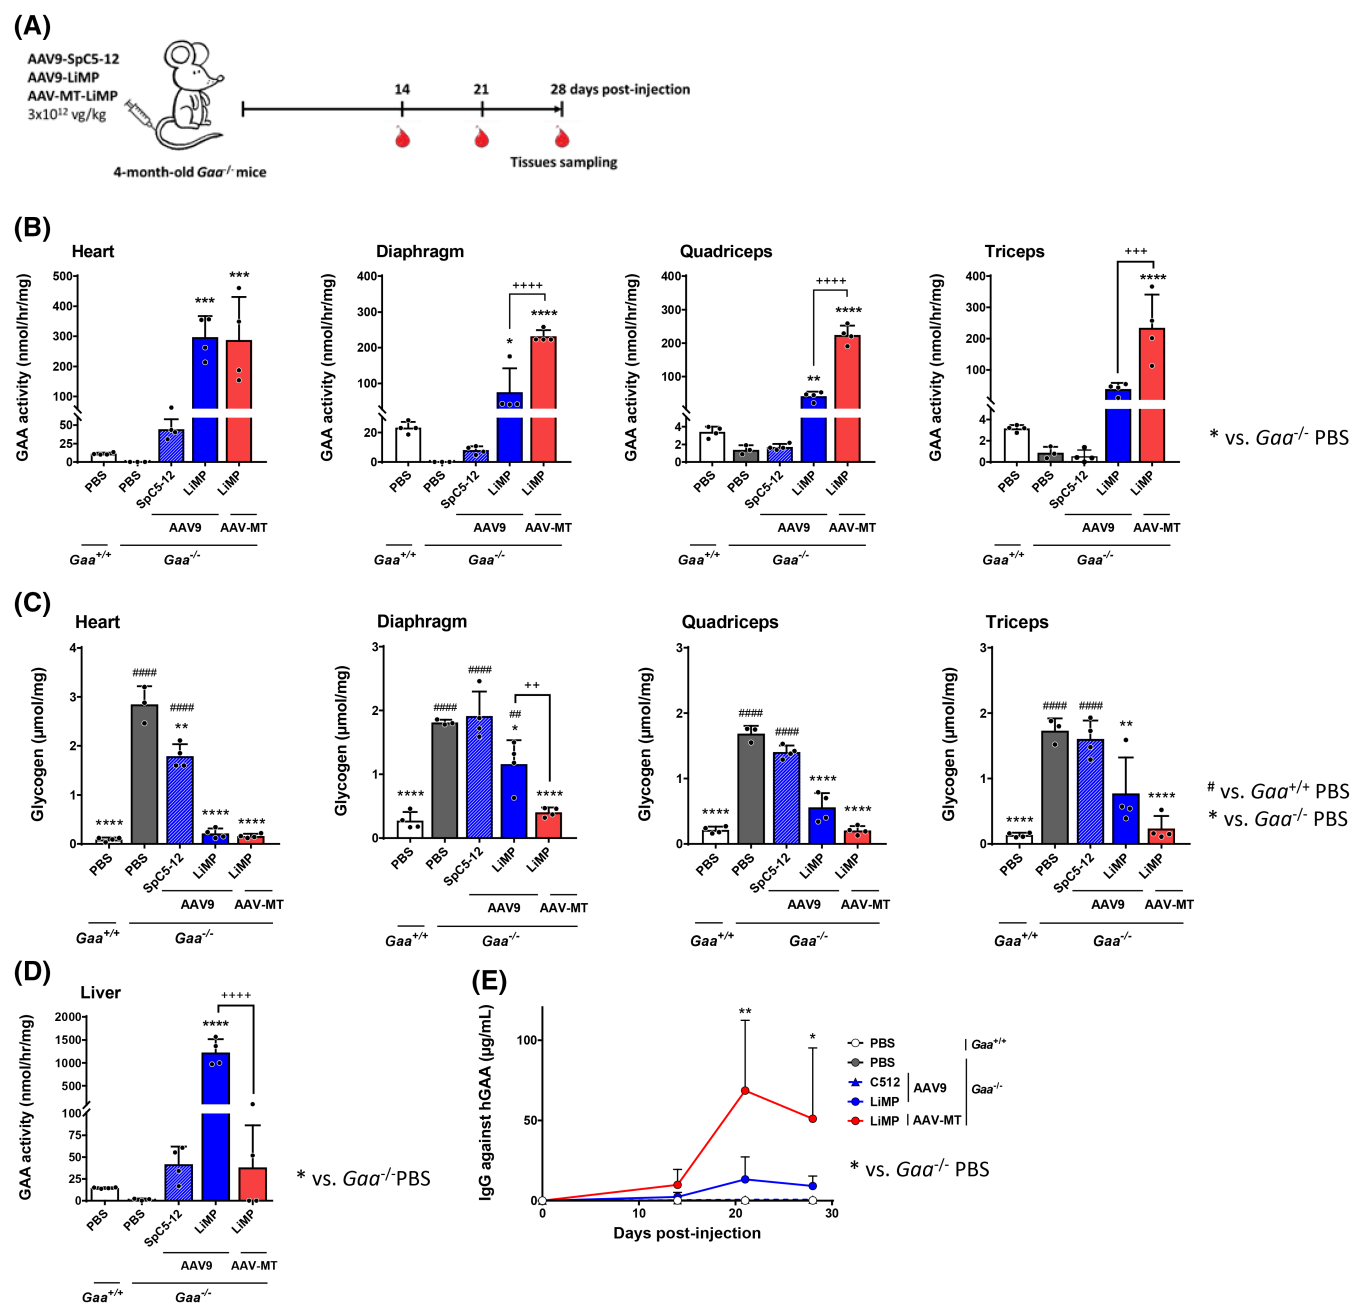 (A)
AAV9-SpC5-12
AAV9-LiMP
AAV-MT-LiMP
3x10¹² vg/kg
14 21 28 days post-injection
Tissues sampling
4-month-old Gaa-/- mice
(B)
Heart Diaphragm Quadriceps Triceps
GAA activity (nmol/hr/mg)
500
400
300
200
100
50
25
0
***
***
PBS PBS SpC5-12 LiMP LiMP
AAV9 AAV-MT
Gaa+/+ Gaa-/-
GAA activity (nmol/hr/mg)
400
300
200
100
20
0
++++
*
****
PBS PBS SpC5-12 LiMP LiMP
AAV9 AAV-MT
Gaa+/+ Gaa-/-
GAA activity (nmol/hr/mg)
400
300
200
100
4
2
0
++++
**
****
PBS PBS SpC5-12 LiMP LiMP
AAV9 AAV-MT
Gaa+/+ Gaa-/-
GAA activity (nmol/hr/mg)
400
300
200
100
4
2
0
+++
****
PBS PBS SpC5-12 LiMP LiMP
AAV9 AAV-MT
Gaa+/+ Gaa-/-
* vs. Gaa-/- PBS
(C)
Heart Diaphragm Quadriceps Triceps
Glycogen (µmol/mg)
4
3
2
1
0
****
####
####
**
****
****
PBS PBS SpC5-12 LiMP LiMP
AAV9 AAV-MT
Gaa+/+ Gaa-/-
Glycogen (µmol/mg)
3
2
1
0
****
####
####
##
*
++
****
PBS PBS SpC5-12 LiMP LiMP
AAV9 AAV-MT
Gaa+/+ Gaa-/-
Glycogen (µmol/mg)
3
2
1
0
****
####
####
****
****
PBS PBS SpC5-12 LiMP LiMP
AAV9 AAV-MT
Gaa+/+ Gaa-/-
Glycogen (µmol/mg)
3
2
1
0
****
####
####
**
****
PBS PBS SpC5-12 LiMP LiMP
AAV9 AAV-MT
Gaa+/+ Gaa-/-
# vs. Gaa+/+ PBS
* vs. Gaa-/- PBS
(D)
Liver
GAA activity (nmol/hr/mg)
2000
1500
1000
500
100
75
50
25
0
++++
****
PBS PBS SpC5-12 LiMP LiMP
AAV9 AAV-MT
Gaa+/+ Gaa-/-
* vs. Gaa-/-PBS
(E)
IgG against hGAA (µg/mL)
100
50
0
**
*
0 10 20 30
Days post-injection
PBS Gaa+/+
PBS
C512 AAV9 Gaa-/-
LiMP
LiMP AAV-MT
* vs. Gaa-/- PBS